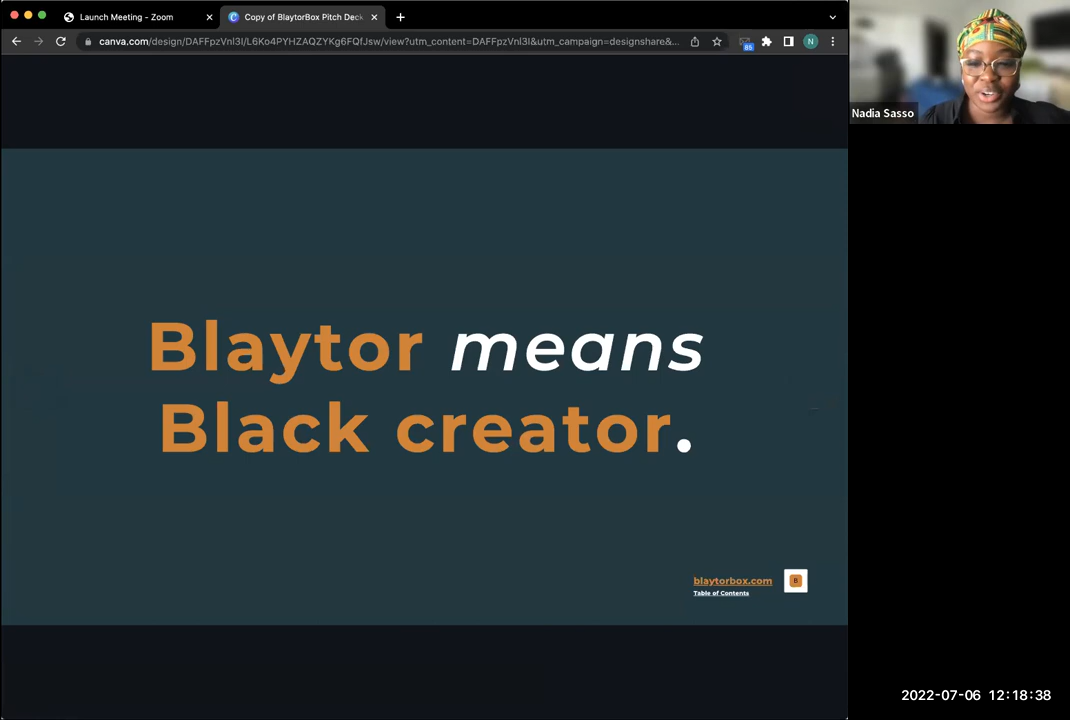 Launch Meeting - Zoom
Copy of BlaytorBox Pitch Deck
canva.com/design/DAFFpzVnl3I/L6Ko4PYHZAQZYKg6FQfJsw/view?utm_content=DAFFpzVnl3I&utm_campaign=designshare&...
85
N
Nadia Sasso
Blaytor means
Black creator.
blaytorbox.com
B
Table of Contents
2022-07-06 12:18:38